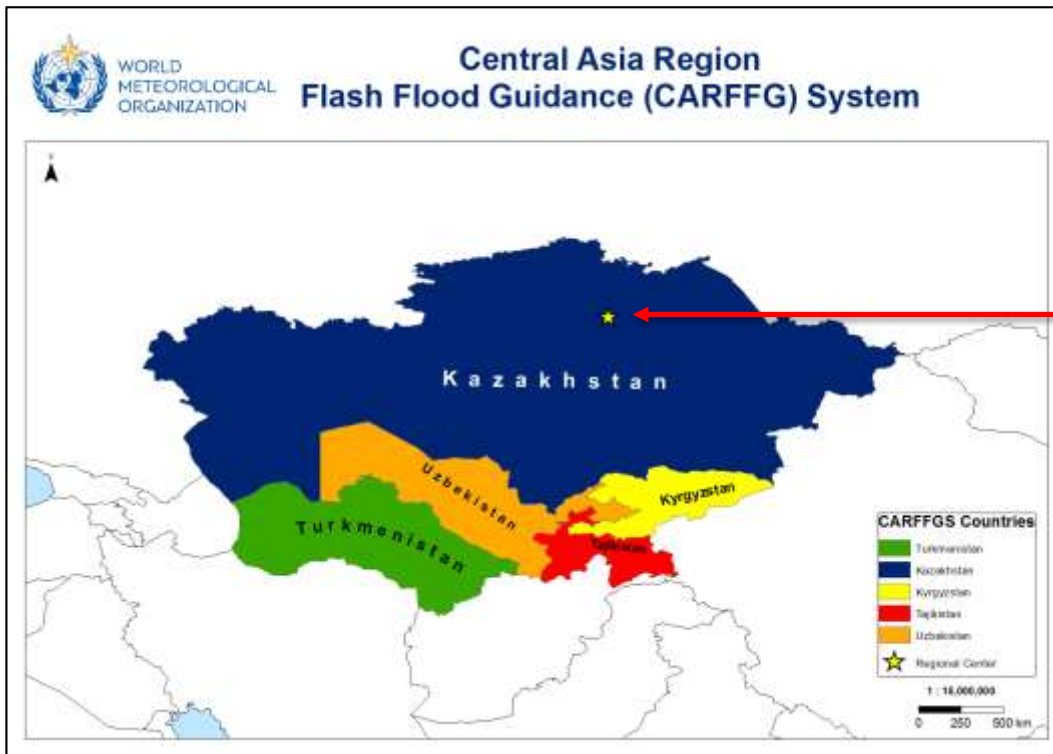 WORLD
METEOROLOGICAL
ORGANIZATION
Central Asia Region
Flash Flood Guidance (CARFFG) System
Kazakhstan
Uzbekistan
Kyrgyzstan
Turkmenistan
Tajikistan
CARFFGS Countries
Turkmanistan
Kazakhstan
Kyrgyzstan
Tajikistan
Uzbekistan
Regional Center
1 : 18,000,000
0 250 500 km